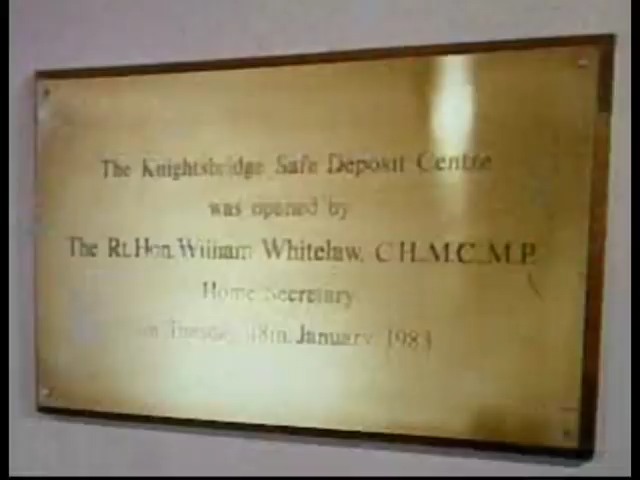 The Knightsbridge Safe Deposit Centre
was opened by
The Rt. Hon. William Whitelaw, C.H., M.C., M.P.
Home Secretary
on Tuesday 18th January 1983